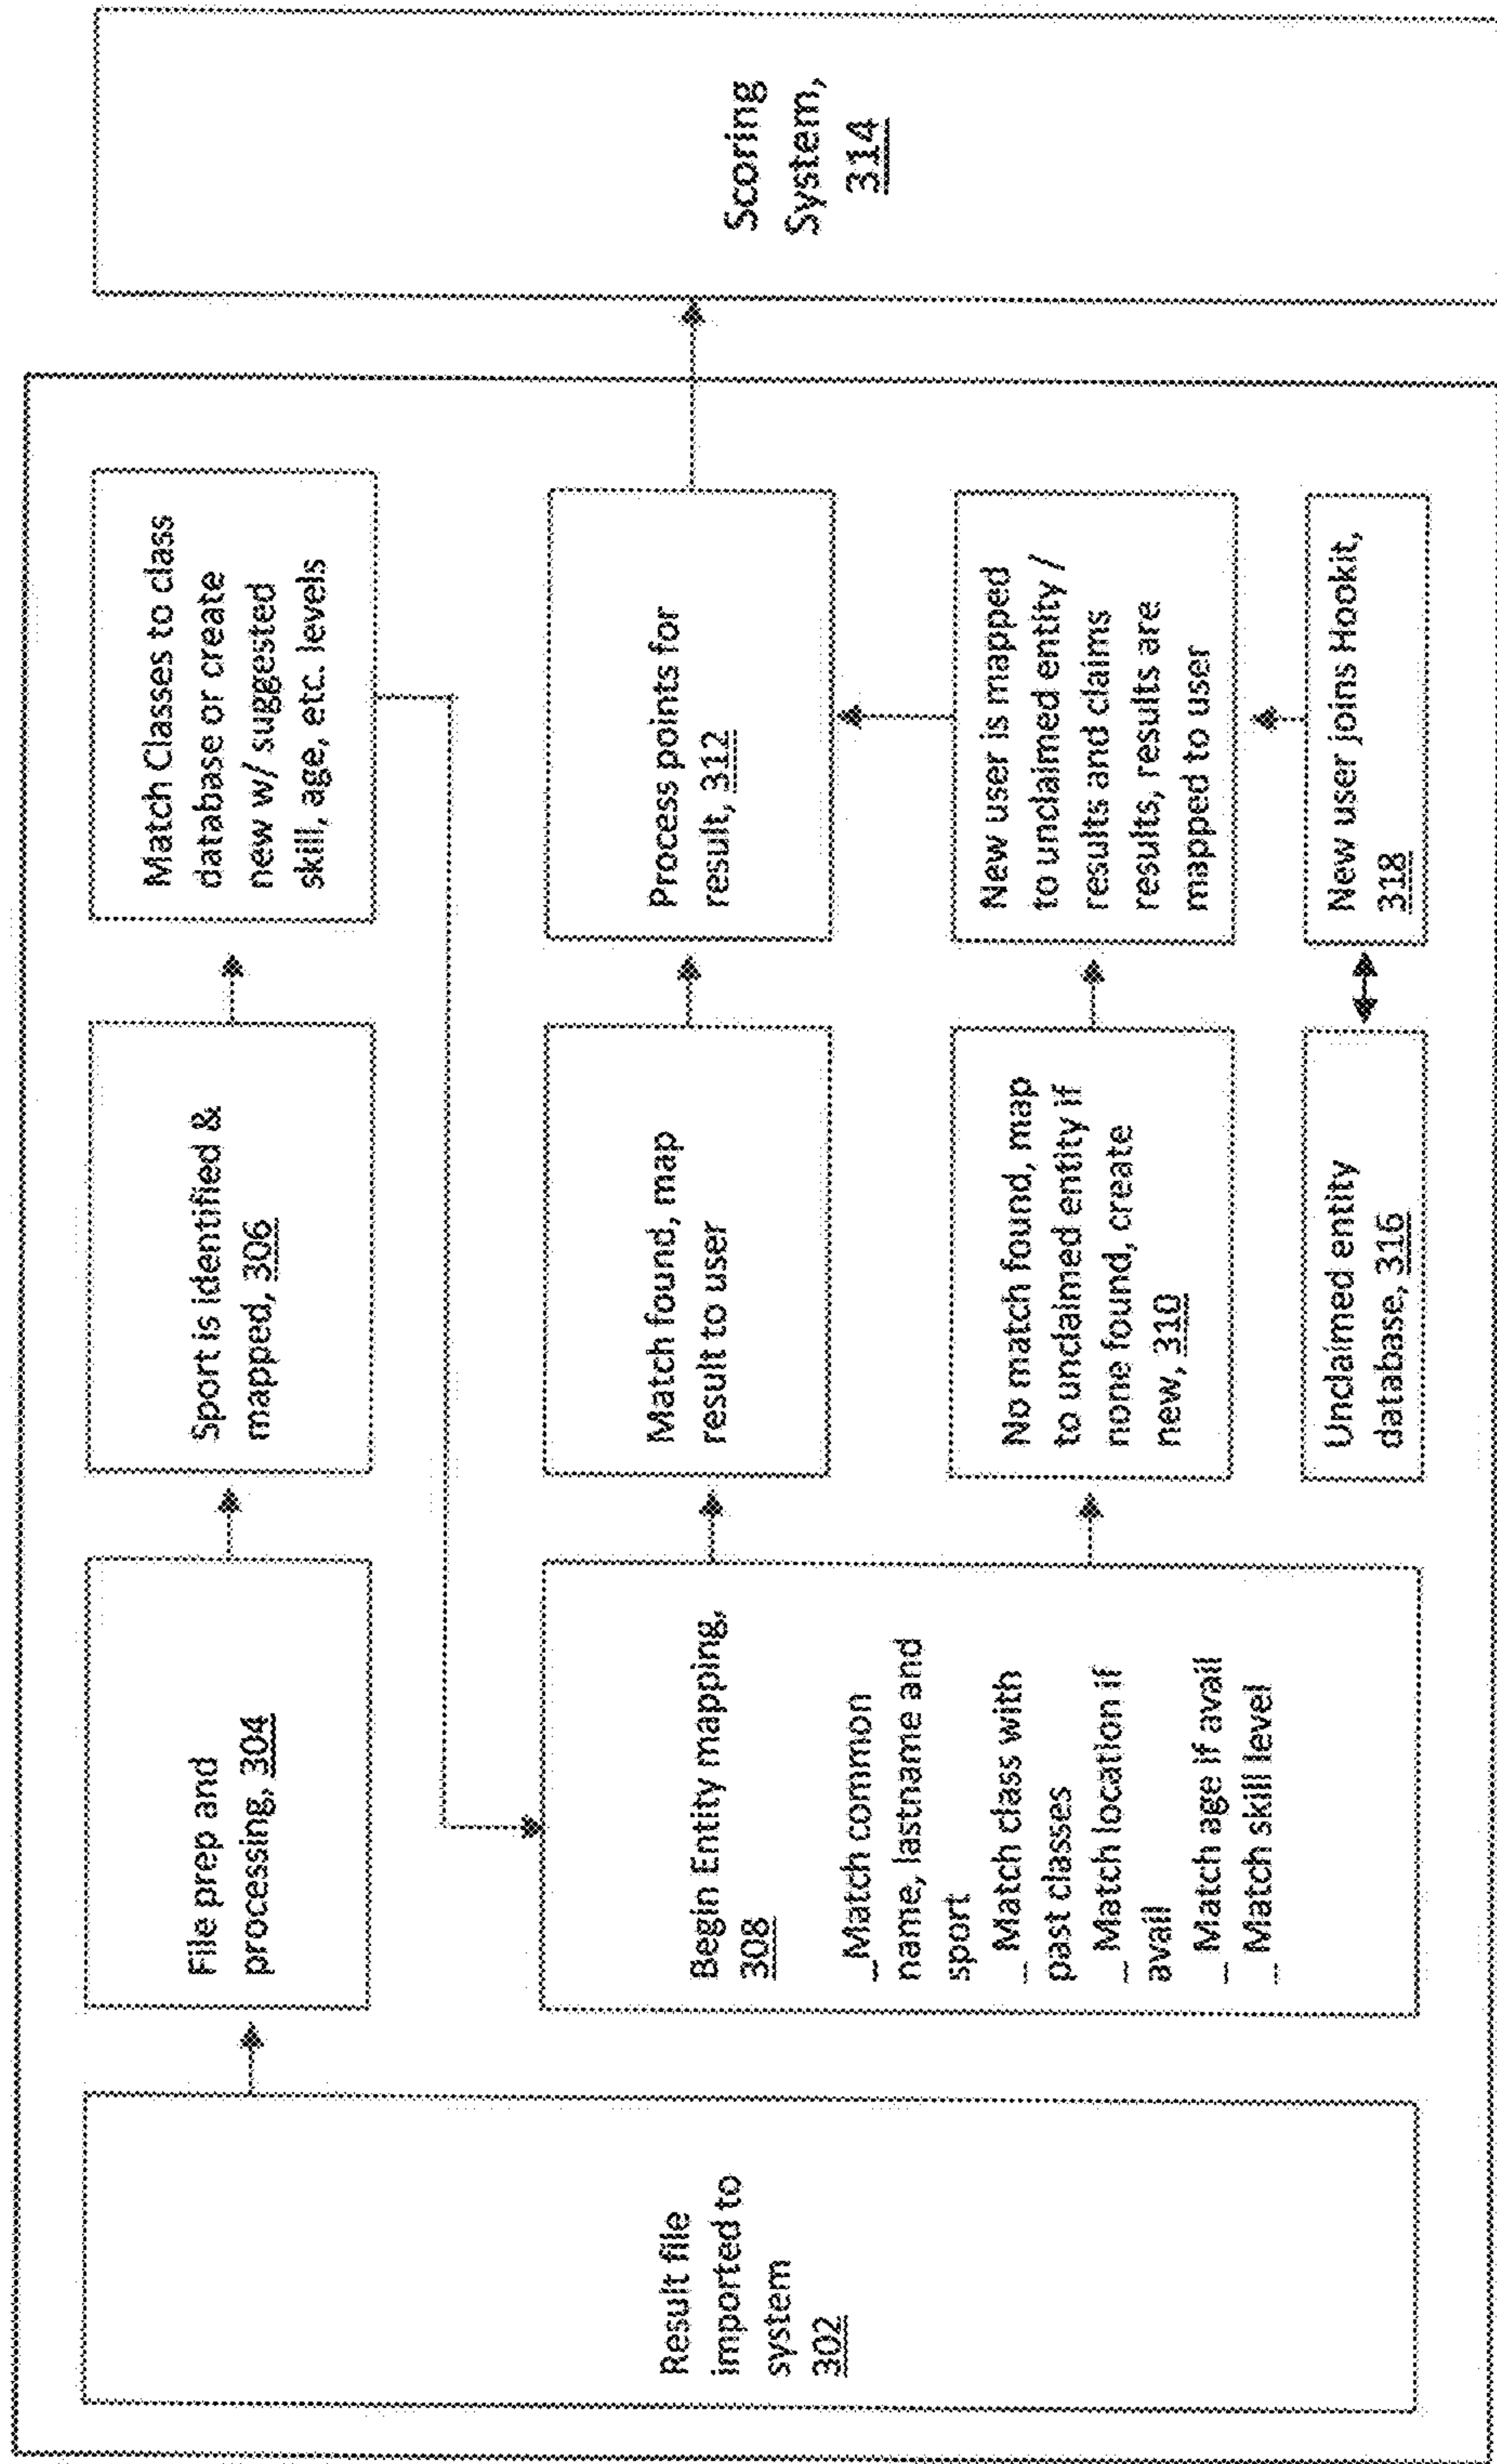 Result file
imported to
system
302
File prep and
processing, 304
Sport is identified &
mapped, 306
Match Classes to class
database or create
new w/ suggested
skill, age, etc. levels
Begin Entity mapping,
308
_Match common
name, lastname and
sport
_ Match class with
past classes
_ Match location if
avail
_ Match age if avail
_ Match skill level
Match found, map
result to user
Process points for
result, 312
No match found, map
to unclaimed entity if
none found, create
new, 310
New user is mapped
to unclaimed entity /
results and claims
results, results are
mapped to user
Unclaimed entity
database, 316
New user joins Hookit,
318
Scoring
System,
314